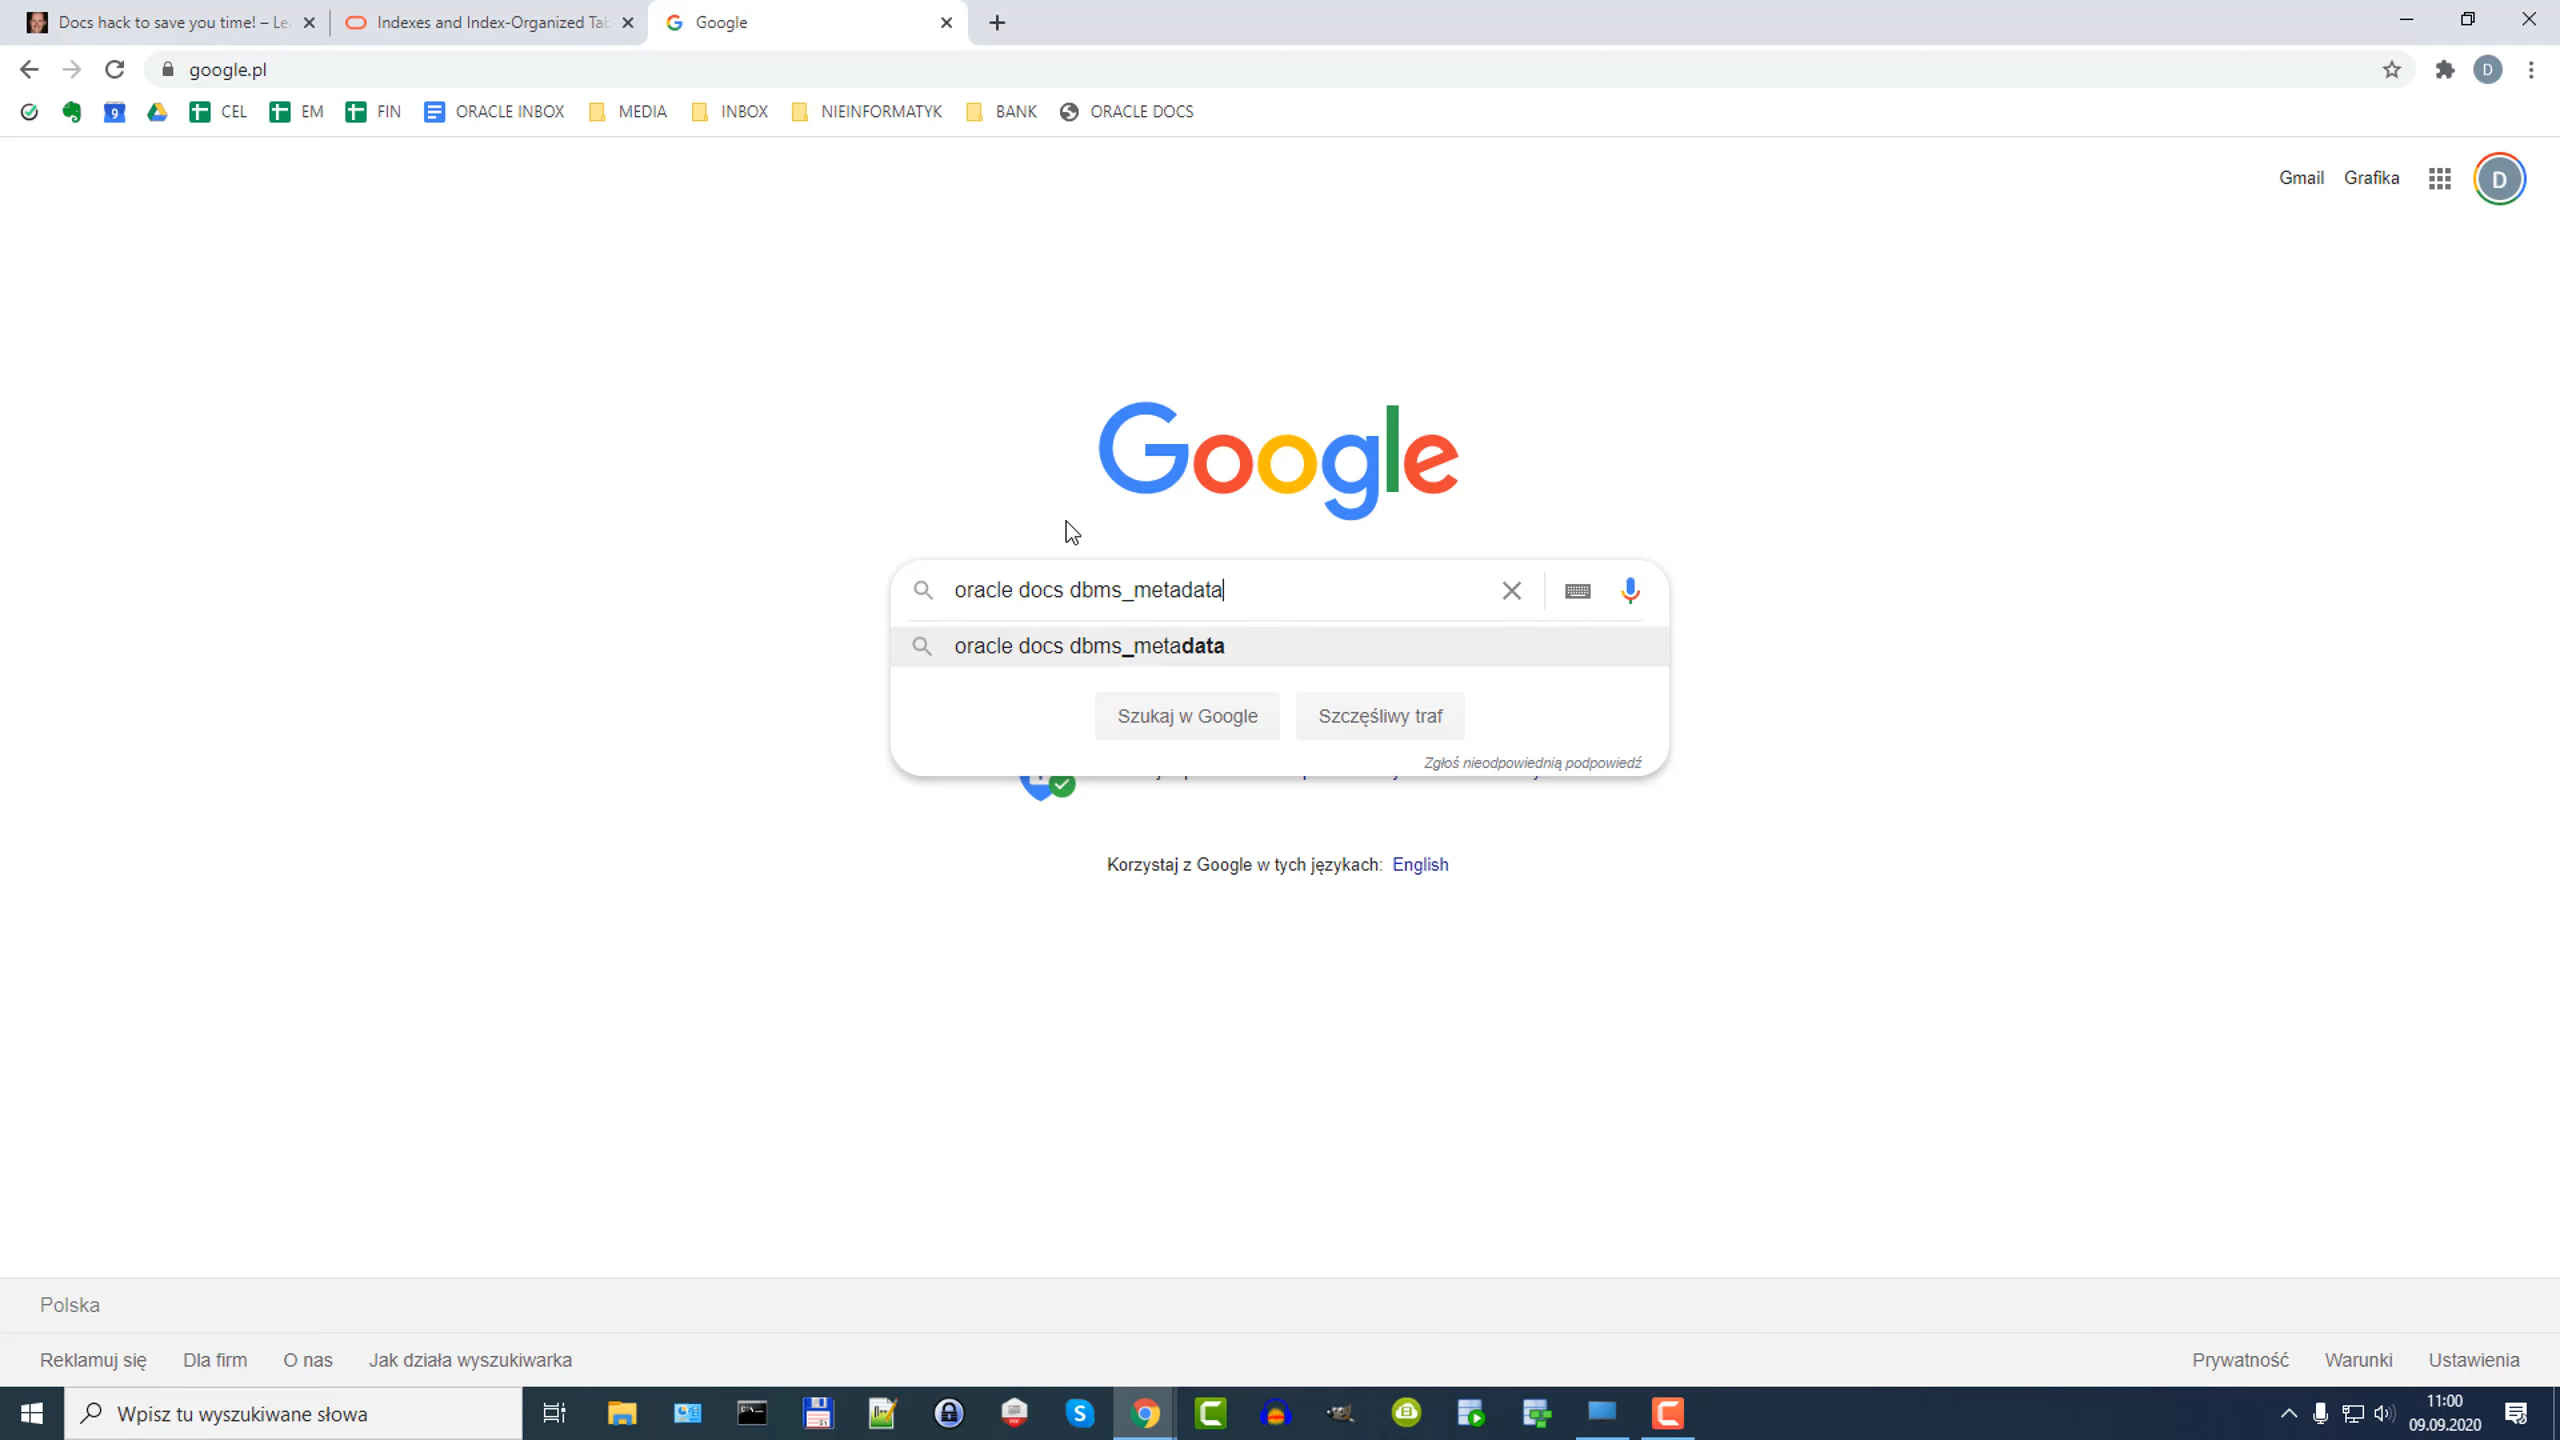 Docs hack to save you time! – Le
Indexes and Index-Organized Tab
Google
google.pl
CEL
EM
FIN
ORACLE INBOX
MEDIA
INBOX
NIEINFORMATYK
BANK
ORACLE DOCS
D
Gmail
Grafika
D
Google
oracle docs dbms_metadata
oracle docs dbms_metadata
Szukaj w Google
Szczęśliwy traf
Zgłoś nieodpowiednią podpowiedź
Korzystaj z Google w tych językach: English
Polska
Reklamuj się
Dla firm
O nas
Jak działa wyszukiwarka
Prywatność
Warunki
Ustawienia
Wpisz tu wyszukiwane słowa
11:00
09.09.2020